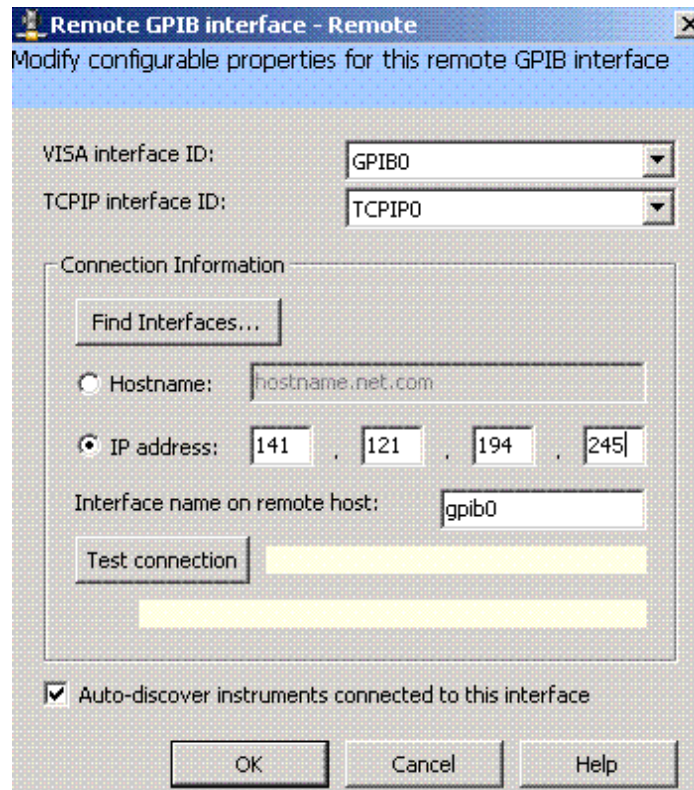 Remote GPIB interface - Remote
Modify configurable properties for this remote GPIB interface
VISA interface ID: GPIB0
TCPIP interface ID: TCPIP0
Connection Information
Find Interfaces...
Hostname: hostname.net.com
IP address: 141 . 121 . 194 . 245
Interface name on remote host: gpib0
Test connection
Auto-discover instruments connected to this interface
OK Cancel Help